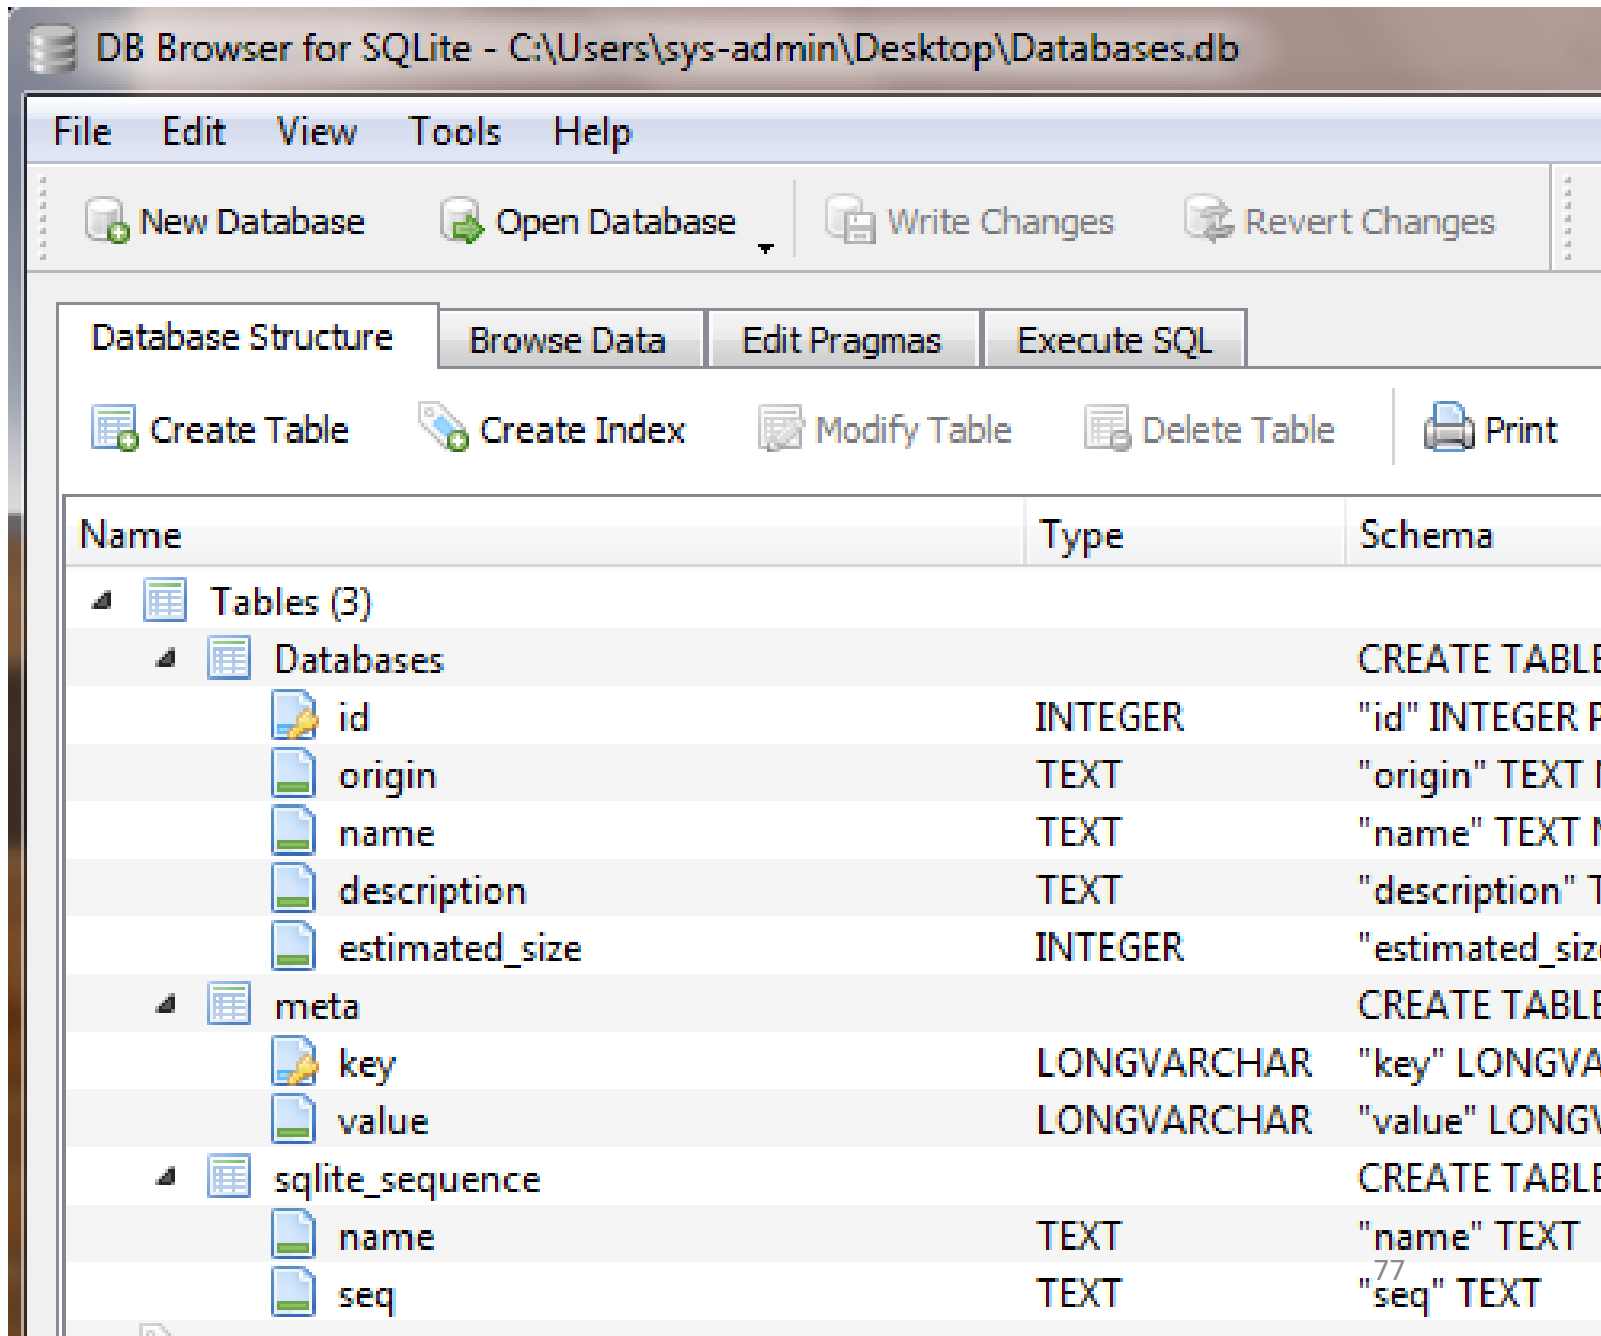 DB Browser for SQLite - C:\Users\sys-admin\Desktop\Databases.db
File Edit View Tools Help
New Database Open Database Write Changes Revert Changes
Database Structure Browse Data Edit Pragmas Execute SQL
Create Table Create Index Modify Table Delete Table Print
Name Type Schema
Tables (3)
Databases CREATE TABLE
id INTEGER "id" INTEGER P
origin TEXT "origin" TEXT N
name TEXT "name" TEXT N
description TEXT "description" T
estimated_size INTEGER "estimated_size
meta CREATE TABLE
key LONGVARCHAR "key" LONGVA
value LONGVARCHAR "value" LONGV
sqlite_sequence CREATE TABLE
name TEXT "name" TEXT
77
seq TEXT "seq" TEXT